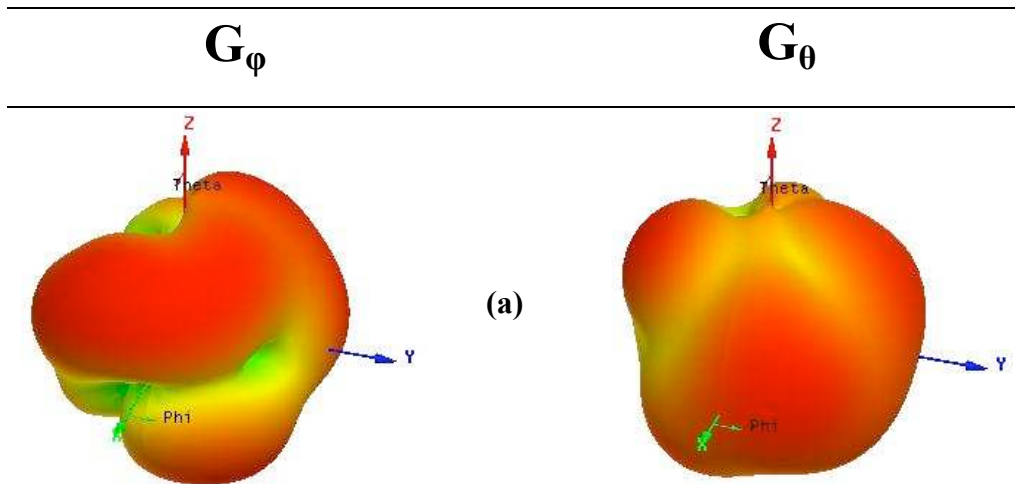 Gφ Gθ
Z Z
Theta Theta
(a)
Y Y
Phi Phi
X X